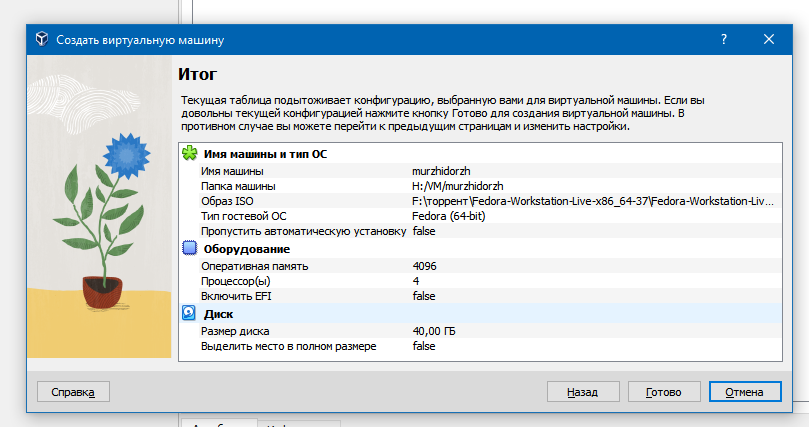 Создать виртуальную машину
Итог
Текущая таблица подытоживает конфигурацию, выбранную вами для виртуальной машины. Если вы
довольны текущей конфигурацией нажмите кнопку Готово для создания виртуальной машины. В
противном случае вы можете перейти к предыдущим страницам и изменить настройки.
Имя машины и тип ОС
Имя машины murzhidorzh
Папка машины H:/VM/murzhidorzh
Образ ISO F:\торрент\Fedora-Workstation-Live-x86_64-37\Fedora-Workstation-Liv...
Тип гостевой ОС Fedora (64-bit)
Пропустить автоматическую установку false
Оборудование
Оперативная память 4096
Процессор(ы) 4
Включить EFI false
Диск
Размер диска 40,00 ГБ
Выделить место в полном размере false
Справка Назад Готово Отмена